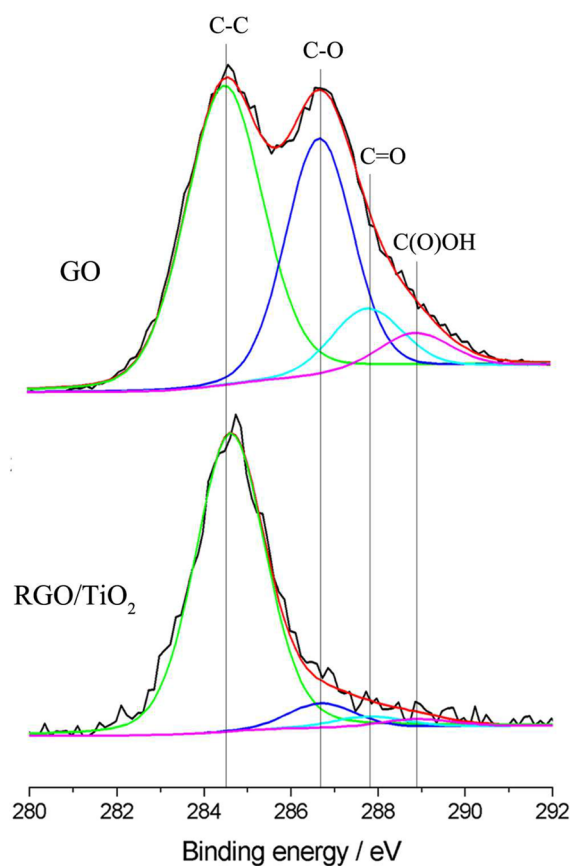 C-C
C-O
C=O
C(O)OH
GO
RGO/TiO₂
280 282 284 286 288 290 292
Binding energy / eV